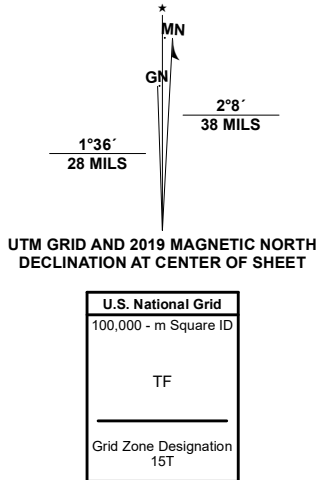 ★
MN
GN
2°8´
38 MILS
1°36´
28 MILS
UTM GRID AND 2019 MAGNETIC NORTH
DECLINATION AT CENTER OF SHEET
U.S. National Grid
100,000 - m Square ID
TF
Grid Zone Designation
15T